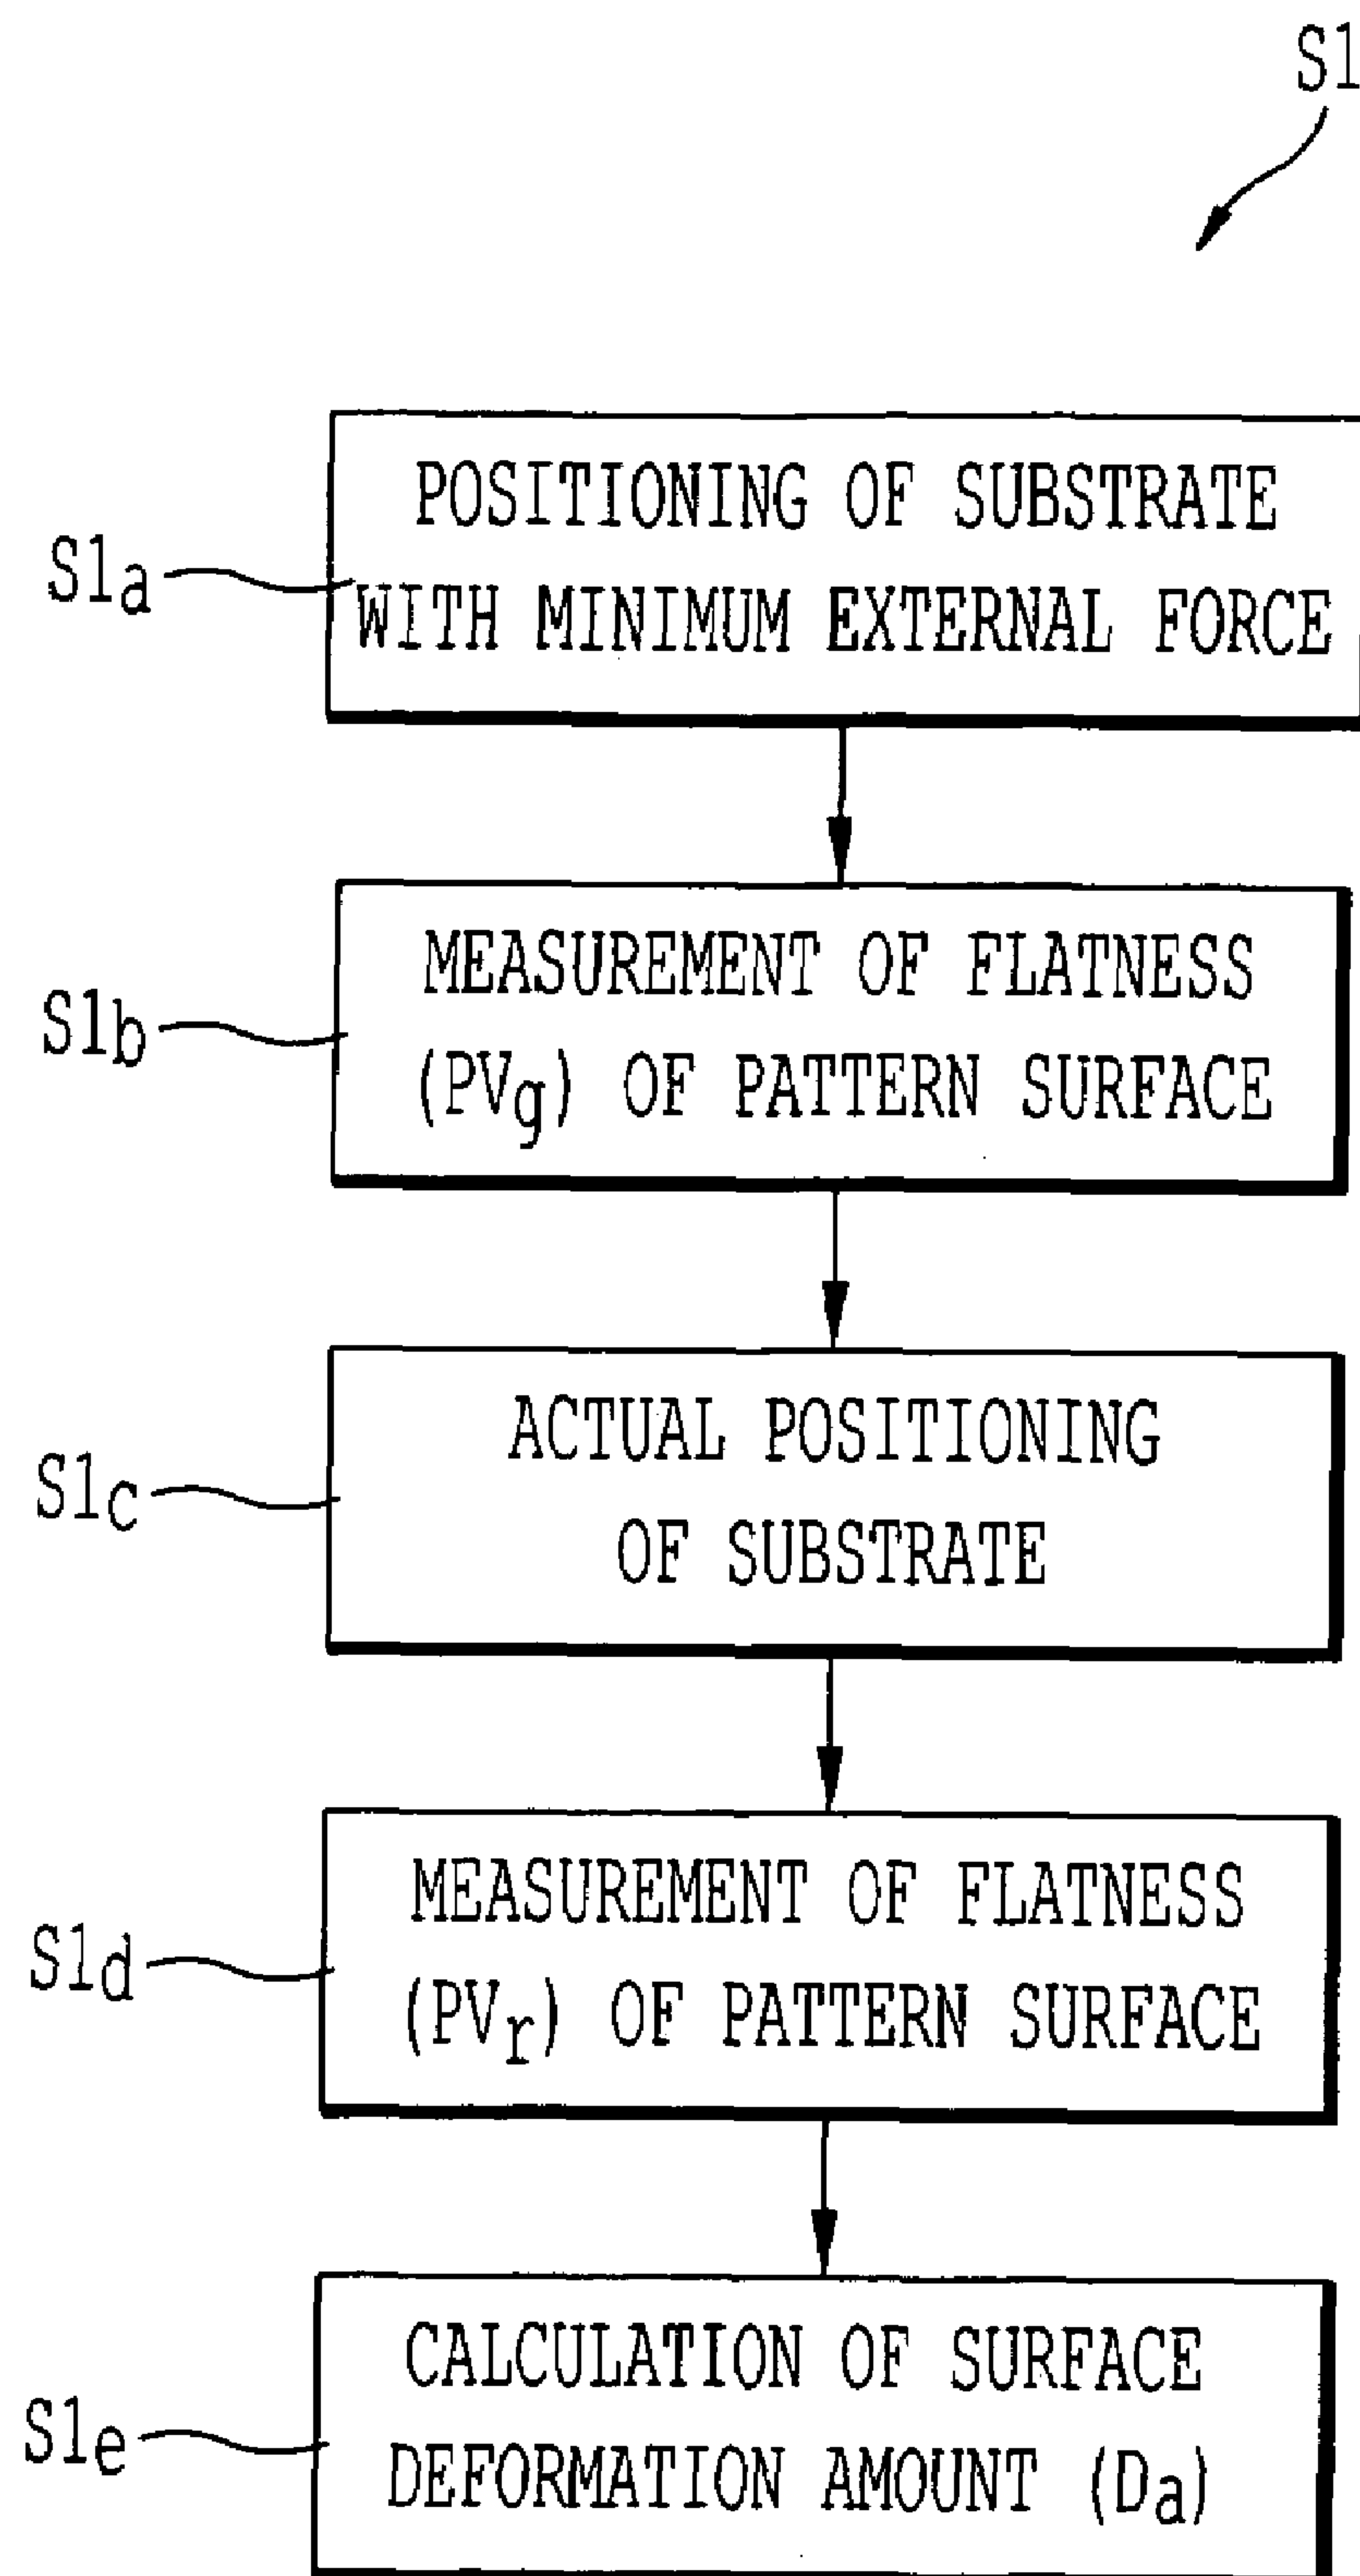 S1
S1a
POSITIONING OF SUBSTRATE
WITH MINIMUM EXTERNAL FORCE
S1b
MEASUREMENT OF FLATNESS
(PVg) OF PATTERN SURFACE
S1c
ACTUAL POSITIONING
OF SUBSTRATE
S1d
MEASUREMENT OF FLATNESS
(PVr) OF PATTERN SURFACE
S1e
CALCULATION OF SURFACE
DEFORMATION AMOUNT (Da)